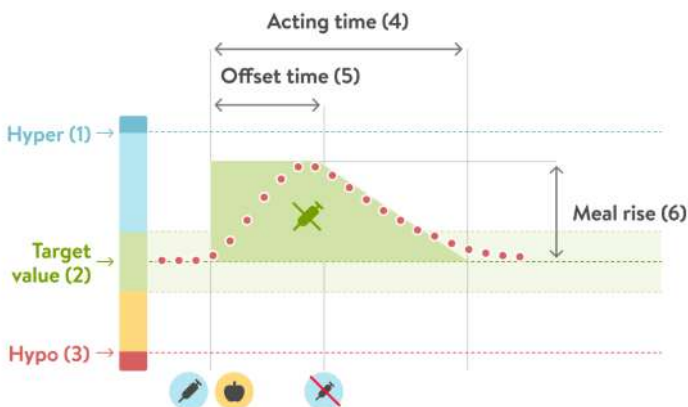 Acting time (4)
Offset time (5)
Hyper (1)
Meal rise (6)
Target
value (2)
Hypo (3)